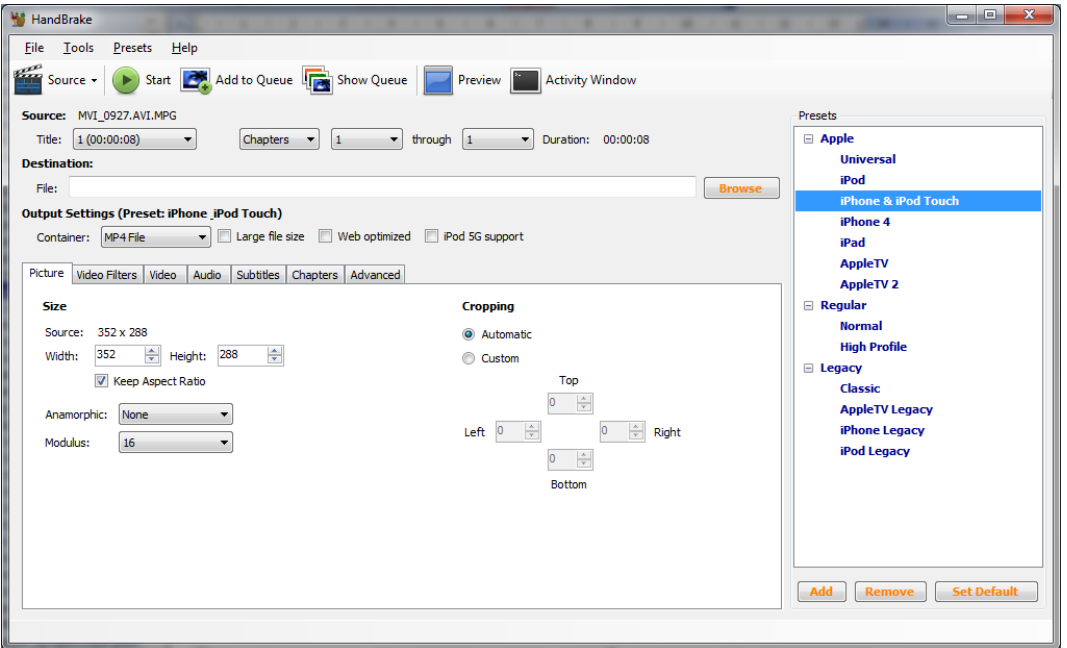 HandBrake
File Tools Presets Help
Source Start Add to Queue Show Queue Preview Activity Window
Source: MVI_0927.AVI.MPG
Title: 1 (00:00:08) Chapters 1 through 1 Duration: 00:00:08
Destination:
File: Browse
Output Settings (Preset: iPhone iPod Touch)
Container: MP4 File Large file size Web optimized iPod 5G support
Picture Video Filters Video Audio Subtitles Chapters Advanced
Size
Source: 352 x 288
Width: 352 Height: 288
Keep Aspect Ratio
Anamorphic: None
Modulus: 16
Cropping
Automatic
Custom
Top
0
Left 0 0 Right
0
Bottom
Presets
Apple
Universal
iPod
iPhone & iPod Touch
iPhone 4
iPad
AppleTV
AppleTV 2
Regular
Normal
High Profile
Legacy
Classic
AppleTV Legacy
iPhone Legacy
iPod Legacy
Add Remove Set Default